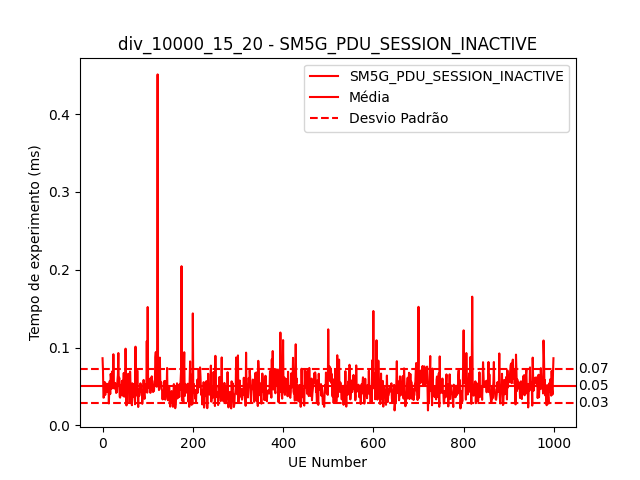 div_10000_15_20 - SM5G_PDU_SESSION_INACTIVE
SM5G_PDU_SESSION_INACTIVE
Média
Desvio Padrão
Tempo de experimento (ms)
0.4
0.3
0.2
0.1
0.0
0.07
0.05
0.03
0 200 400 600 800 1000
UE Number